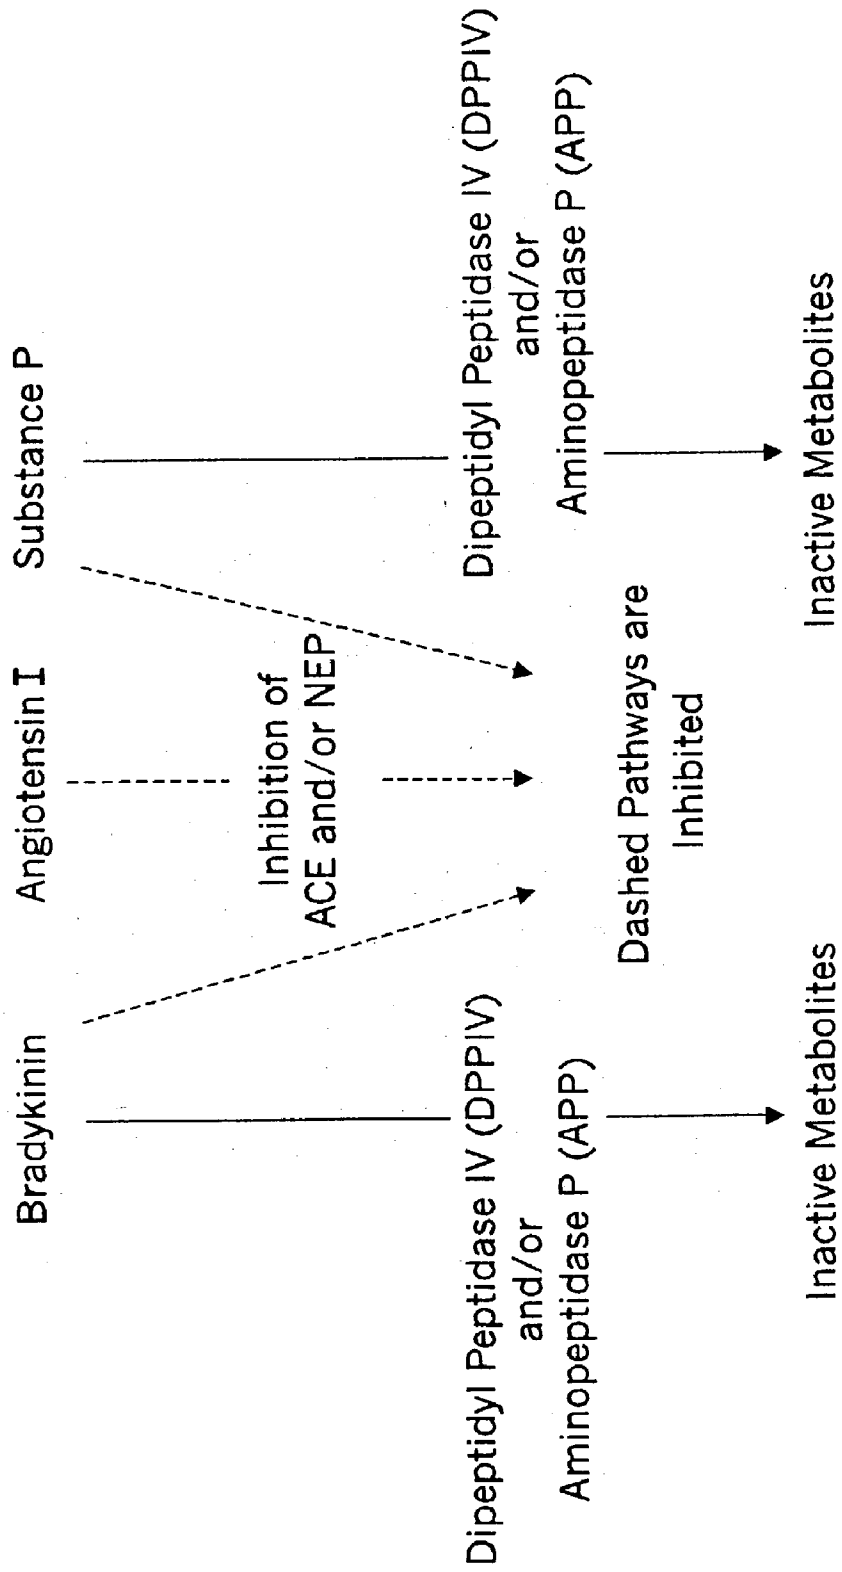 Bradykinin
Angiotensin I
Substance P
Inhibition of
ACE and/or NEP
Dipeptidyl Peptidase IV (DPPIV)
and/or
Aminopeptidase P (APP)
Dipeptidyl Peptidase IV (DPPIV)
and/or
Aminopeptidase P (APP)
Dashed Pathways are
Inhibited
Inactive Metabolites
Inactive Metabolites